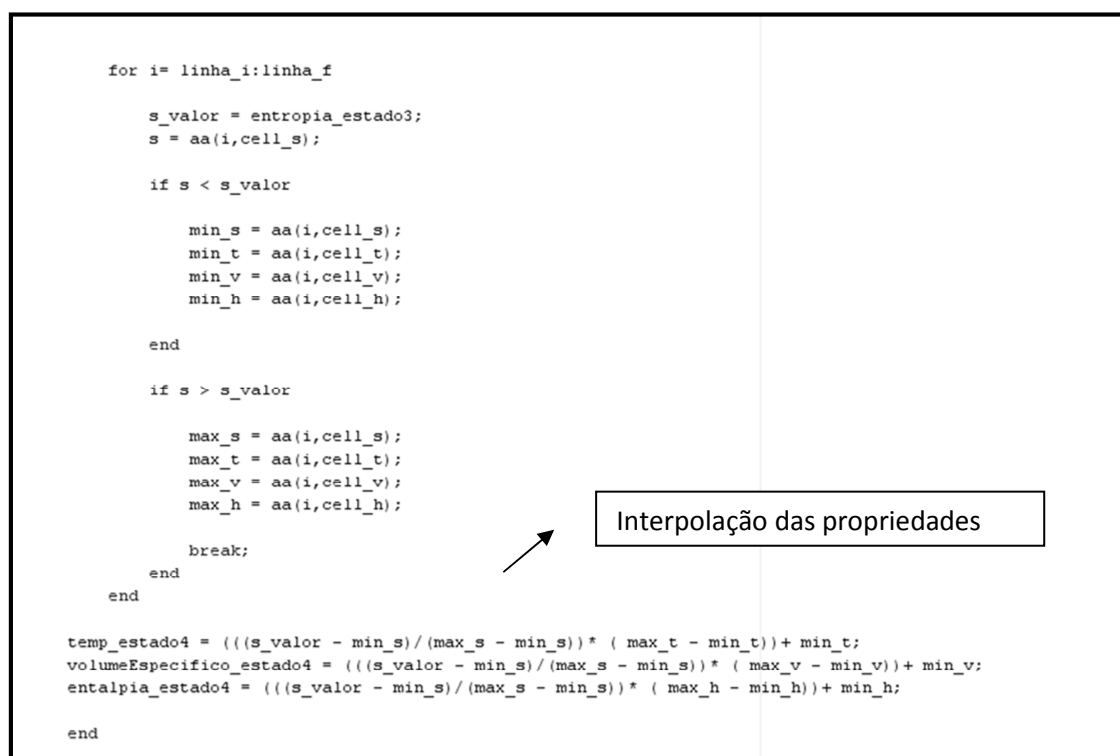 for i= linha_i:linha_f
s_valor = entropia_estado3;
s = aa(i,cell_s);
if s < s_valor
min_s = aa(i,cell_s);
min_t = aa(i,cell_t);
min_v = aa(i,cell_v);
min_h = aa(i,cell_h);
end
if s > s_valor
max_s = aa(i,cell_s);
max_t = aa(i,cell_t);
max_v = aa(i,cell_v);
max_h = aa(i,cell_h);
Interpolação das propriedades
break;
end
end
temp_estado4 = (((s_valor - min_s)/(max_s - min_s))* ( max_t - min_t))+ min_t;
volumeEspecifico_estado4 = (((s_valor - min_s)/(max_s - min_s))* ( max_v - min_v))+ min_v;
entalpia_estado4 = (((s_valor - min_s)/(max_s - min_s))* ( max_h - min_h))+ min_h;
end